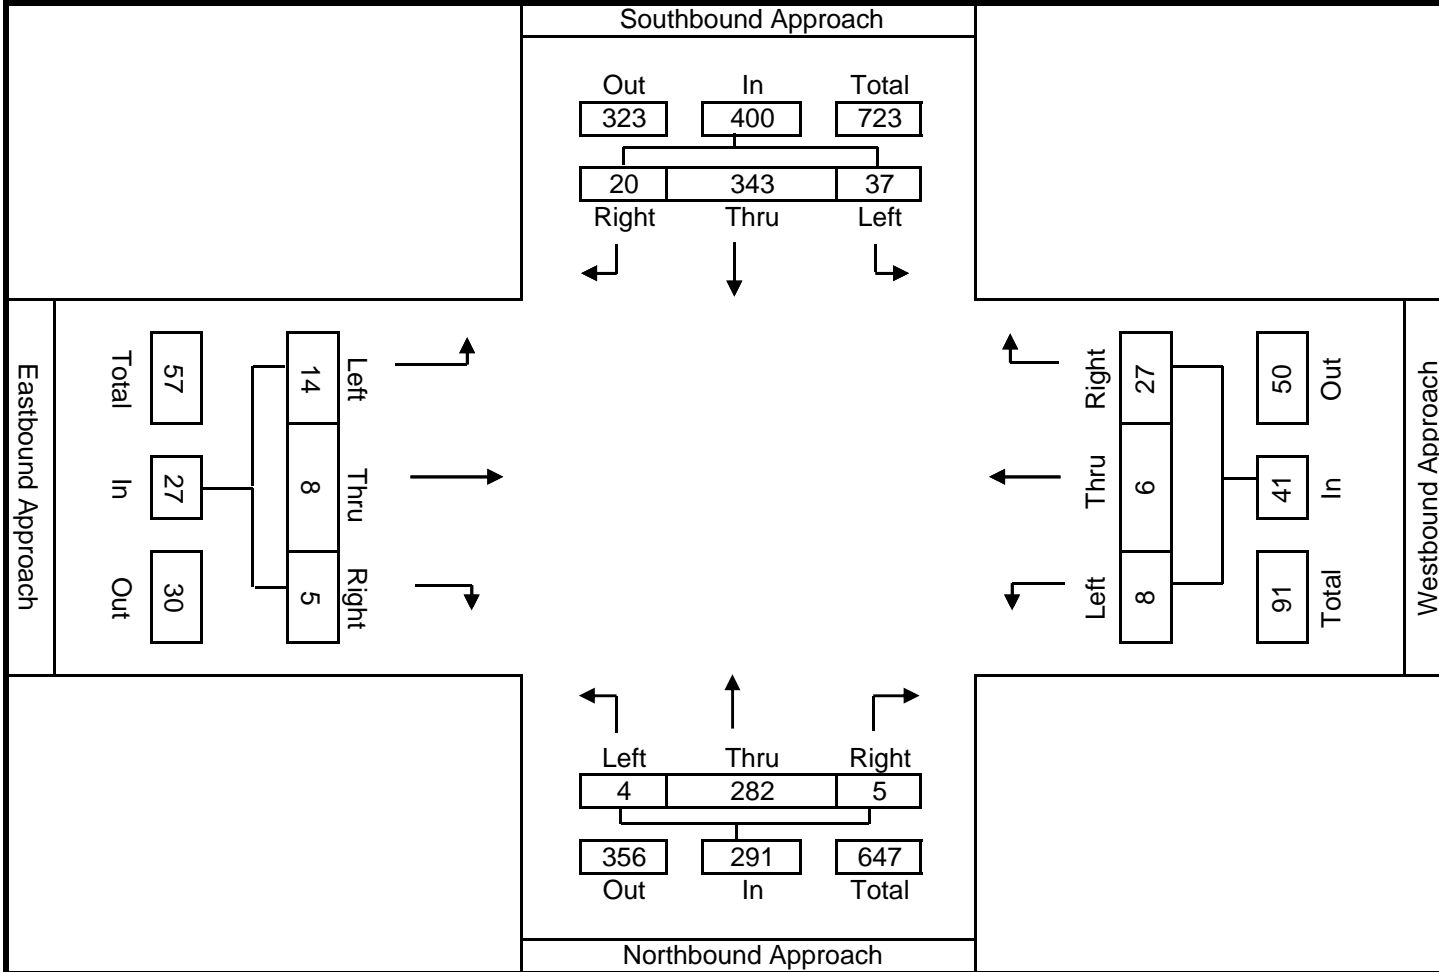 Southbound Approach
Out In Total
323 400 723
20 343 37
Right Thru Left
Eastbound Approach
Total In Out
57 27 30
14 8 5
Left Thru Right
Right Thru Left
27 6 8
50 41 91
Out In Total
Westbound Approach
Left Thru Right
4 282 5
356 291 647
Out In Total
Northbound Approach